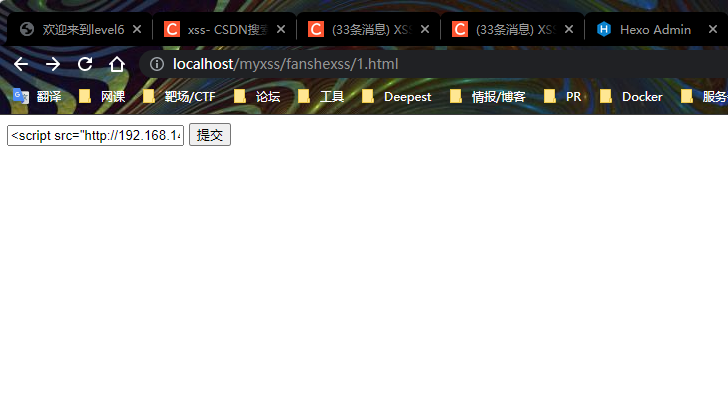 欢迎来到level6
xss- CSDN搜索
(33条消息) XSS
(33条消息) XSS
Hexo Admin
localhost/myxss/fanshexss/1.html
翻译 网课 靶场/CTF 论坛 工具 Deepest 情报/博客 PR Docker 服务
<script src="http://192.168.14 提交